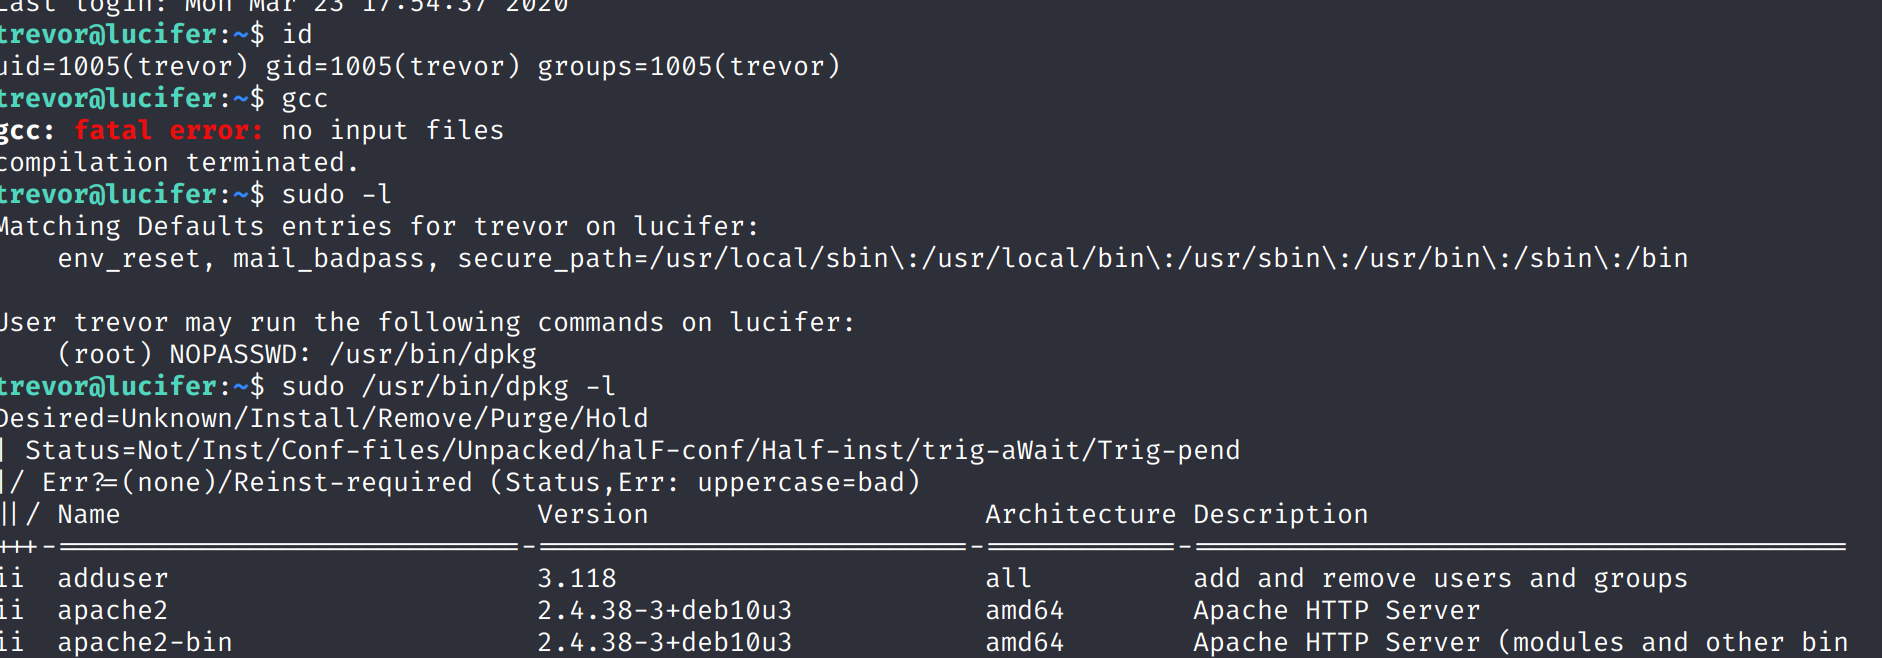 Last login: Mon Mar 23 17:54:37 2020
trevor@lucifer:~$ id
uid=1005(trevor) gid=1005(trevor) groups=1005(trevor)
trevor@lucifer:~$ gcc
gcc: fatal error: no input files
compilation terminated.
trevor@lucifer:~$ sudo -l
Matching Defaults entries for trevor on lucifer:
    env_reset, mail_badpass, secure_path=/usr/local/sbin\:/usr/local/bin\:/usr/sbin\:/usr/bin\:/sbin\:/bin
User trevor may run the following commands on lucifer:
    (root) NOPASSWD: /usr/bin/dpkg
trevor@lucifer:~$ sudo /usr/bin/dpkg -l
Desired=Unknown/Install/Remove/Purge/Hold
| Status=Not/Inst/Conf-files/Unpacked/halF-conf/Half-inst/trig-aWait/Trig-pend
|/ Err?=(none)/Reinst-required (Status,Err: uppercase=bad)
||/ Name                          Version                     Architecture Description
+++-=============================-===========================-============-=========================================
ii  adduser                       3.118                       all          add and remove users and groups
ii  apache2                       2.4.38-3+deb10u3            amd64        Apache HTTP Server
ii  apache2-bin                   2.4.38-3+deb10u3            amd64        Apache HTTP Server (modules and other bin